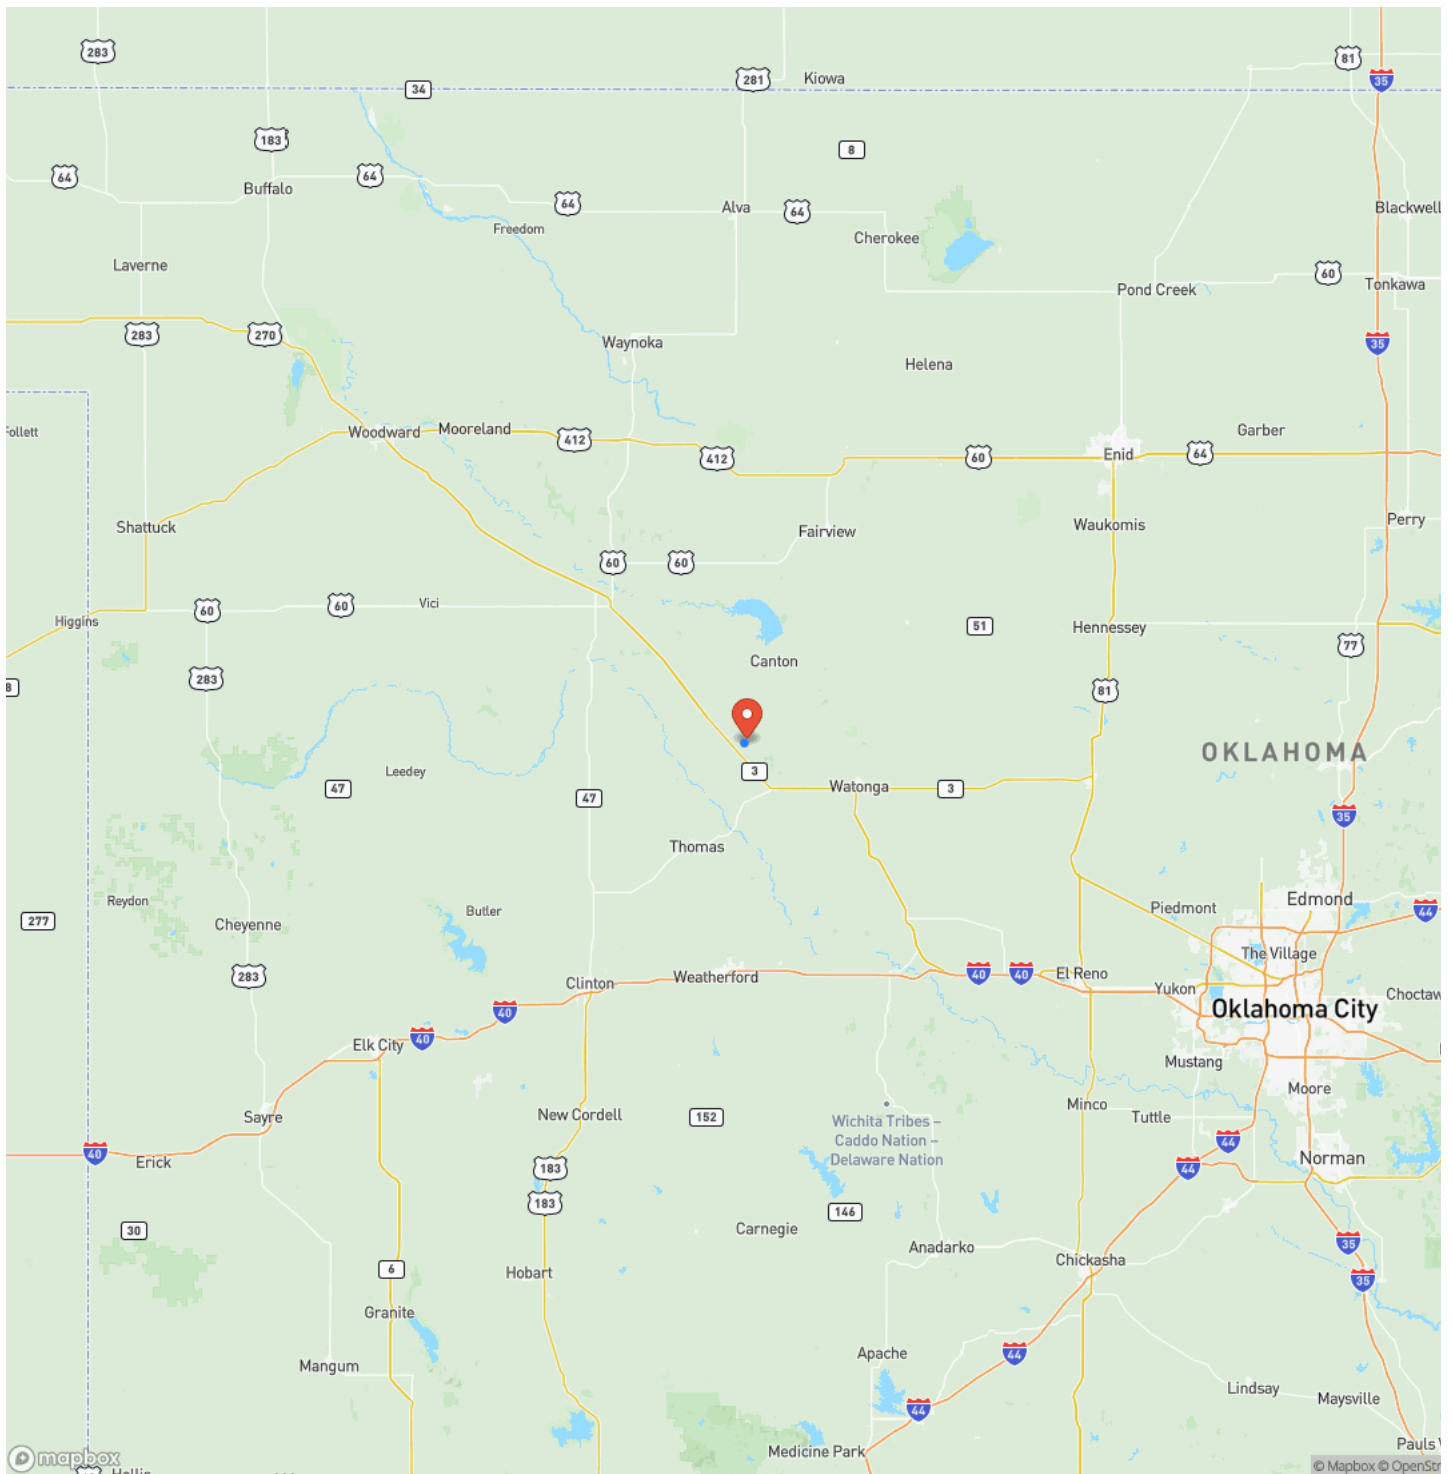 283
81
281
Kiowa
35
34
183
8
64
64
Buffalo
64
Alva
64
Blackwell
Freedom
Cherokee
Laverne
60
Tonkawa
Pond Creek
283
270
Waynoka
35
Helena
Follett
Woodward
Mooreland
412
Garber
412
60
Enid
64
Shattuck
Fairview
Waukomis
Perry
60
60
60
60
Vici
Higgins
51
Hennessey
77
Canton
283
8
81
OKLAHOMA
Leedey
3
47
47
Watonga
3
35
Thomas
Reydon
Butler
Edmond
277
Cheyenne
Piedmont
44
The Village
283
Clinton
Weatherford
40
40
El Reno
Yukon
Choctaw
40
Oklahoma City
Elk City
40
Mustang
Moore
Sayre
New Cordell
152
Minco
Tuttle
Wichita Tribes –
Caddo Nation –
Delaware Nation
44
40
Erick
183
44
Norman
183
146
30
Carnegie
35
Anadarko
Chickasha
6
Hobart
35
Granite
Apache
44
Mangum
Lindsay
Maysville
44
Medicine Park
Pauls
mapbox
© Mapbox © OpenStr